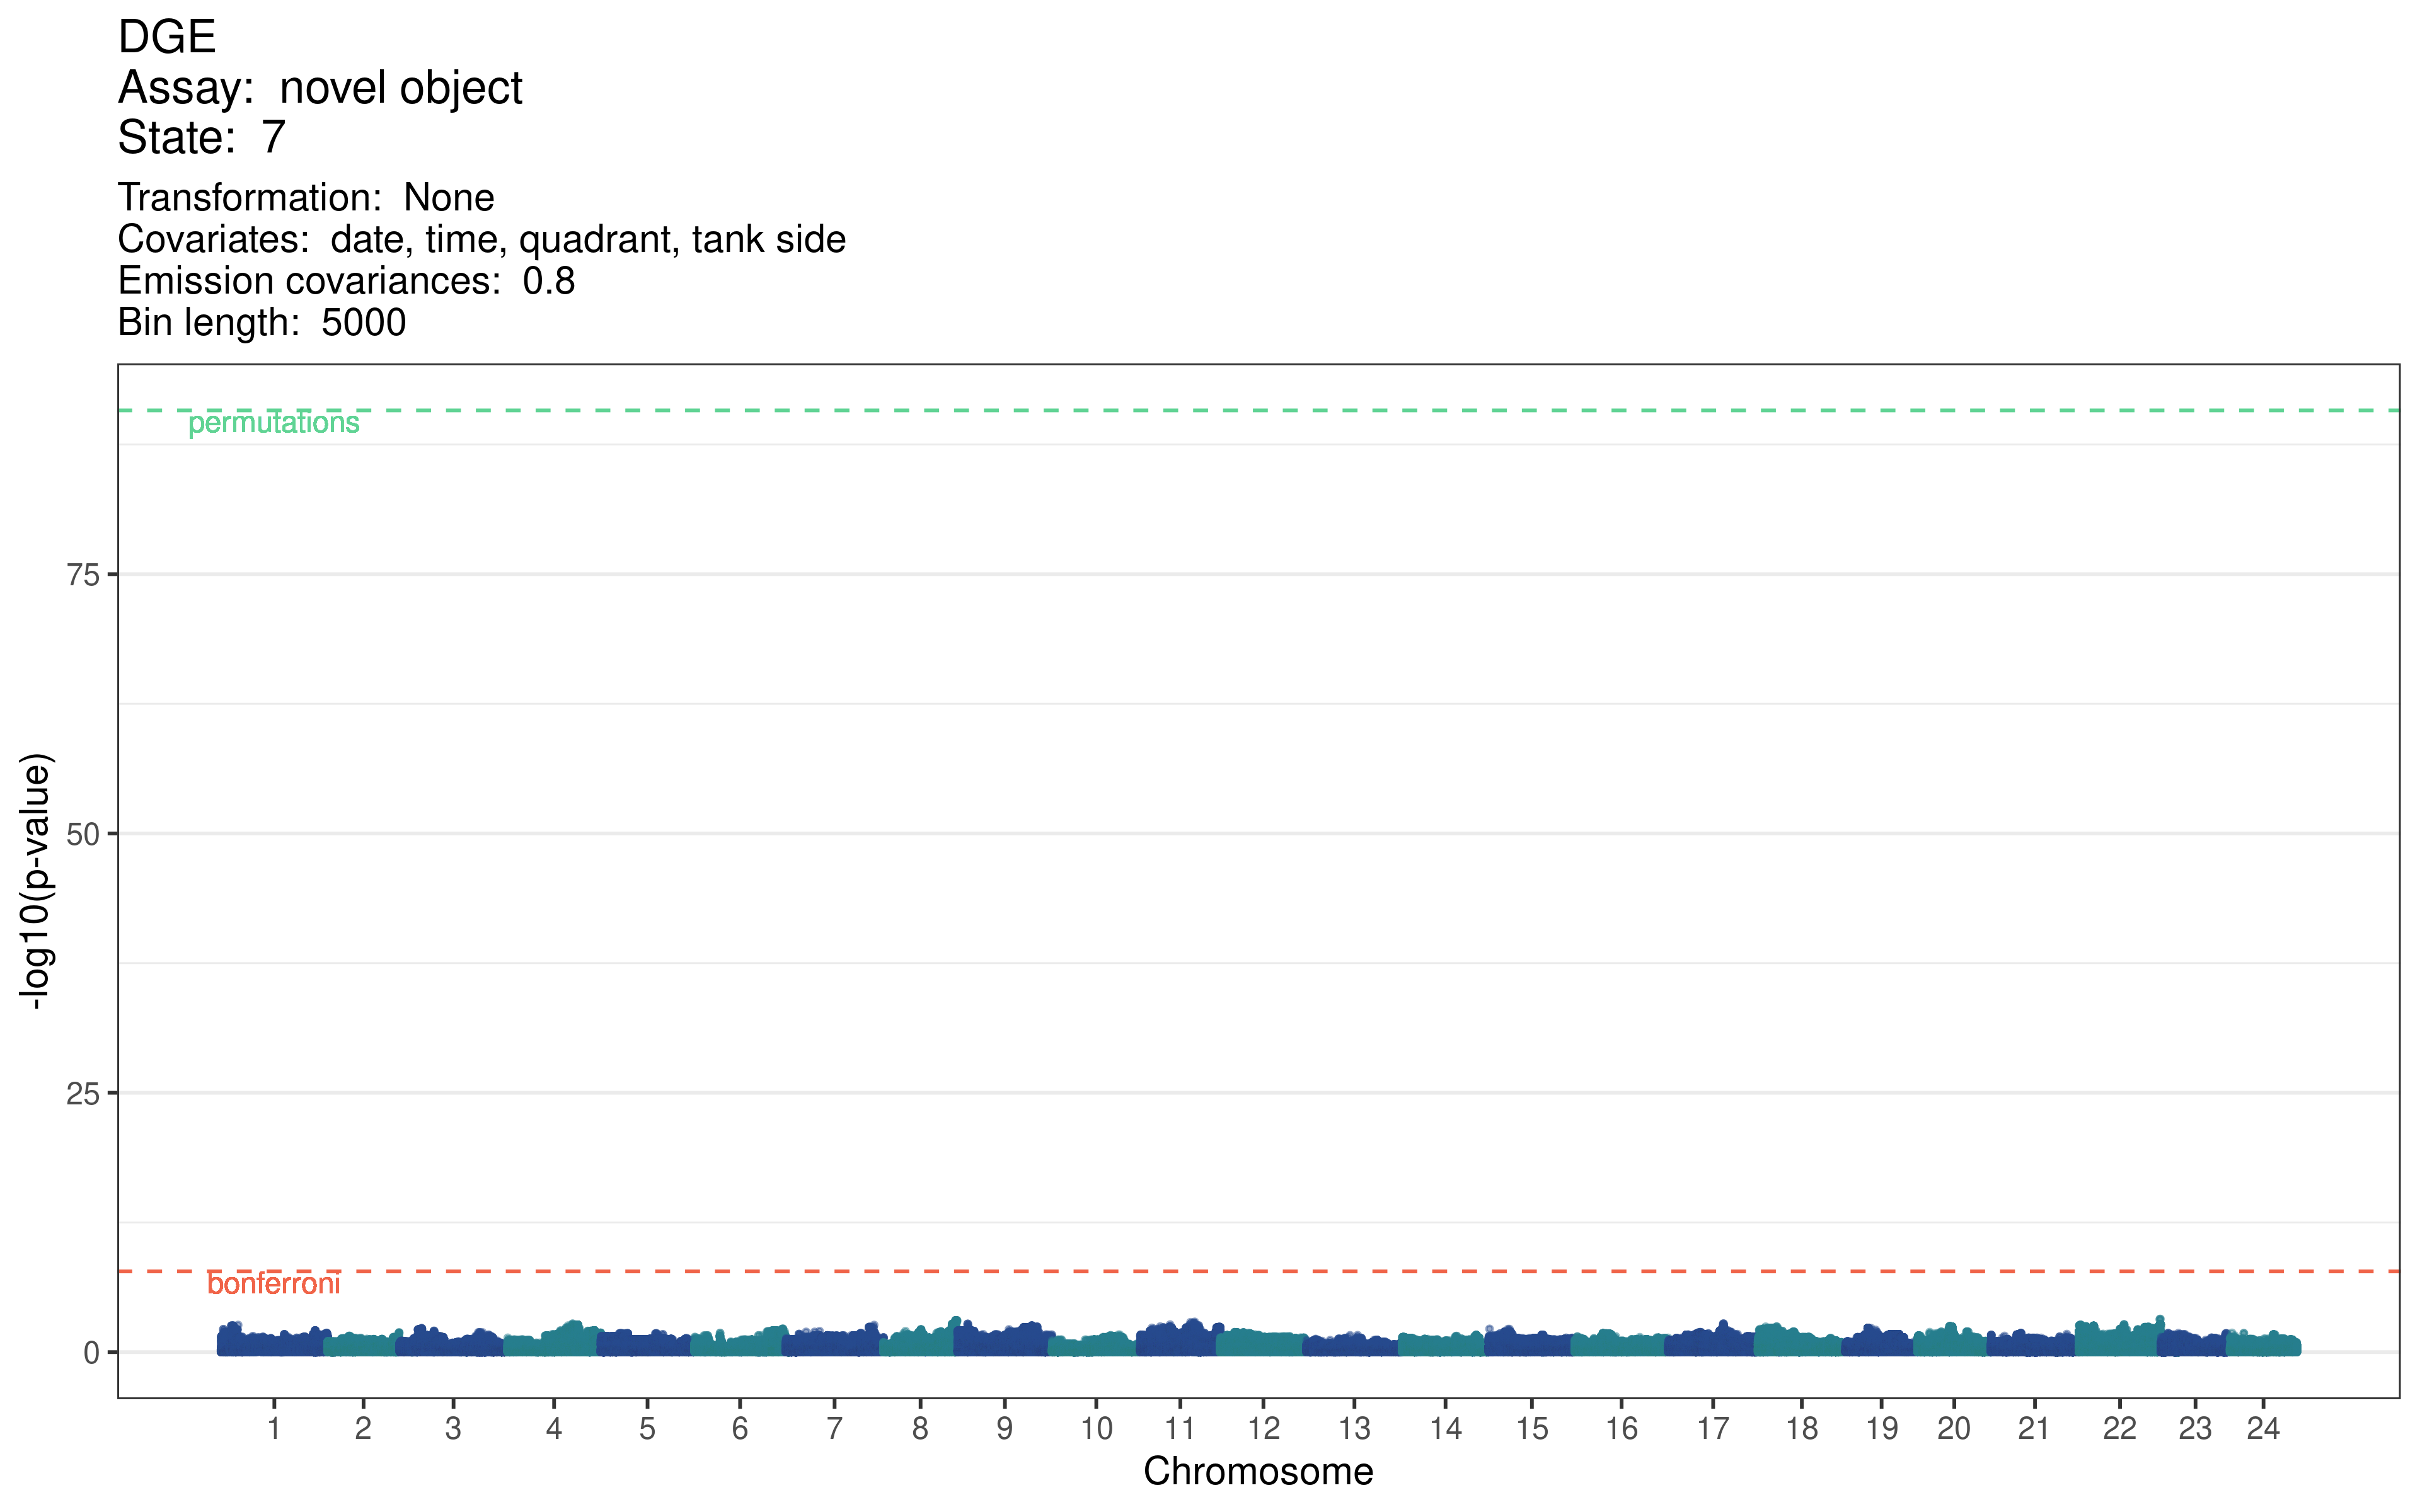 DGE
Assay:  novel object
State:  7
Transformation:  None
Covariates:  date, time, quadrant, tank side
Emission covariances:  0.8
Bin length:  5000
permutations
75
-log10(p-value)
50
25
bonferroni
0
1 2 3 4 5 6 7 8 9 10 11 12 13 14 15 16 17 18 19 20 21 22 23 24
Chromosome